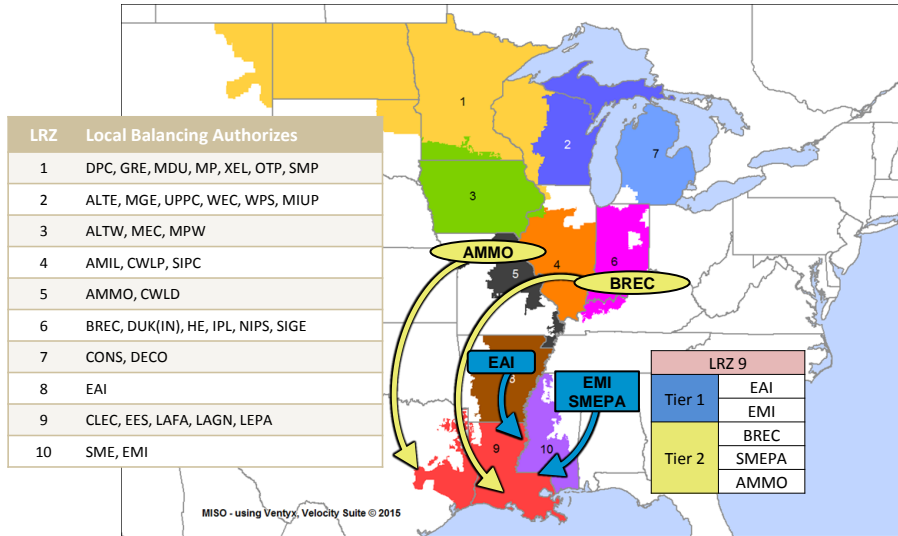 LRZ Local Balancing Authorizes
1 DPC, GRE, MDU, MP, XEL, OTP, SMP
2 ALTE, MGE, UPPC, WEC, WPS, MIUP
3 ALTW, MEC, MPW
4 AMIL, CWLP, SIPC
5 AMMO, CWLD
6 BREC, DUK(IN), HE, IPL, NIPS, SIGE
7 CONS, DECO
8 EAI
9 CLEC, EES, LAFA, LAGN, LEPA
10 SME, EMI
1
2
7
3
AMMO
4
6
5
BREC
EAI
8
EMI
SMEPA
9
10
LRZ 9
Tier 1
EAI
EMI
Tier 2
BREC
SMEPA
AMMO
MISO - using Ventyx, Velocity Suite © 2015